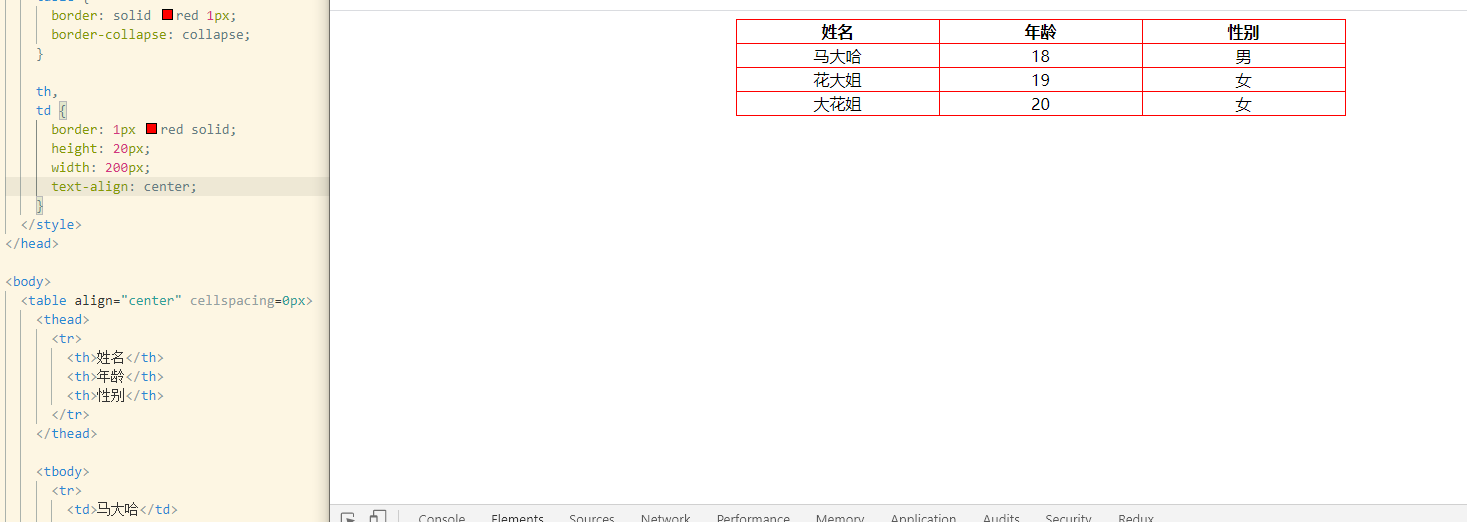 border: solid red 1px;
border-collapse: collapse;
}
th,
td {
border: 1px red solid;
height: 20px;
width: 200px;
text-align: center;
}
</style>
</head>
<body>
<table align="center" cellspacing=0px>
<thead>
<tr>
<th>姓名</th>
<th>年龄</th>
<th>性别</th>
</tr>
</thead>
<tbody>
<tr>
<td>马大哈</td>
姓名 年龄 性别
马大哈 18 男
花大姐 19 女
大花姐 20 女
Console Elements Sources Network Performance Memory Application Audits Security Redux